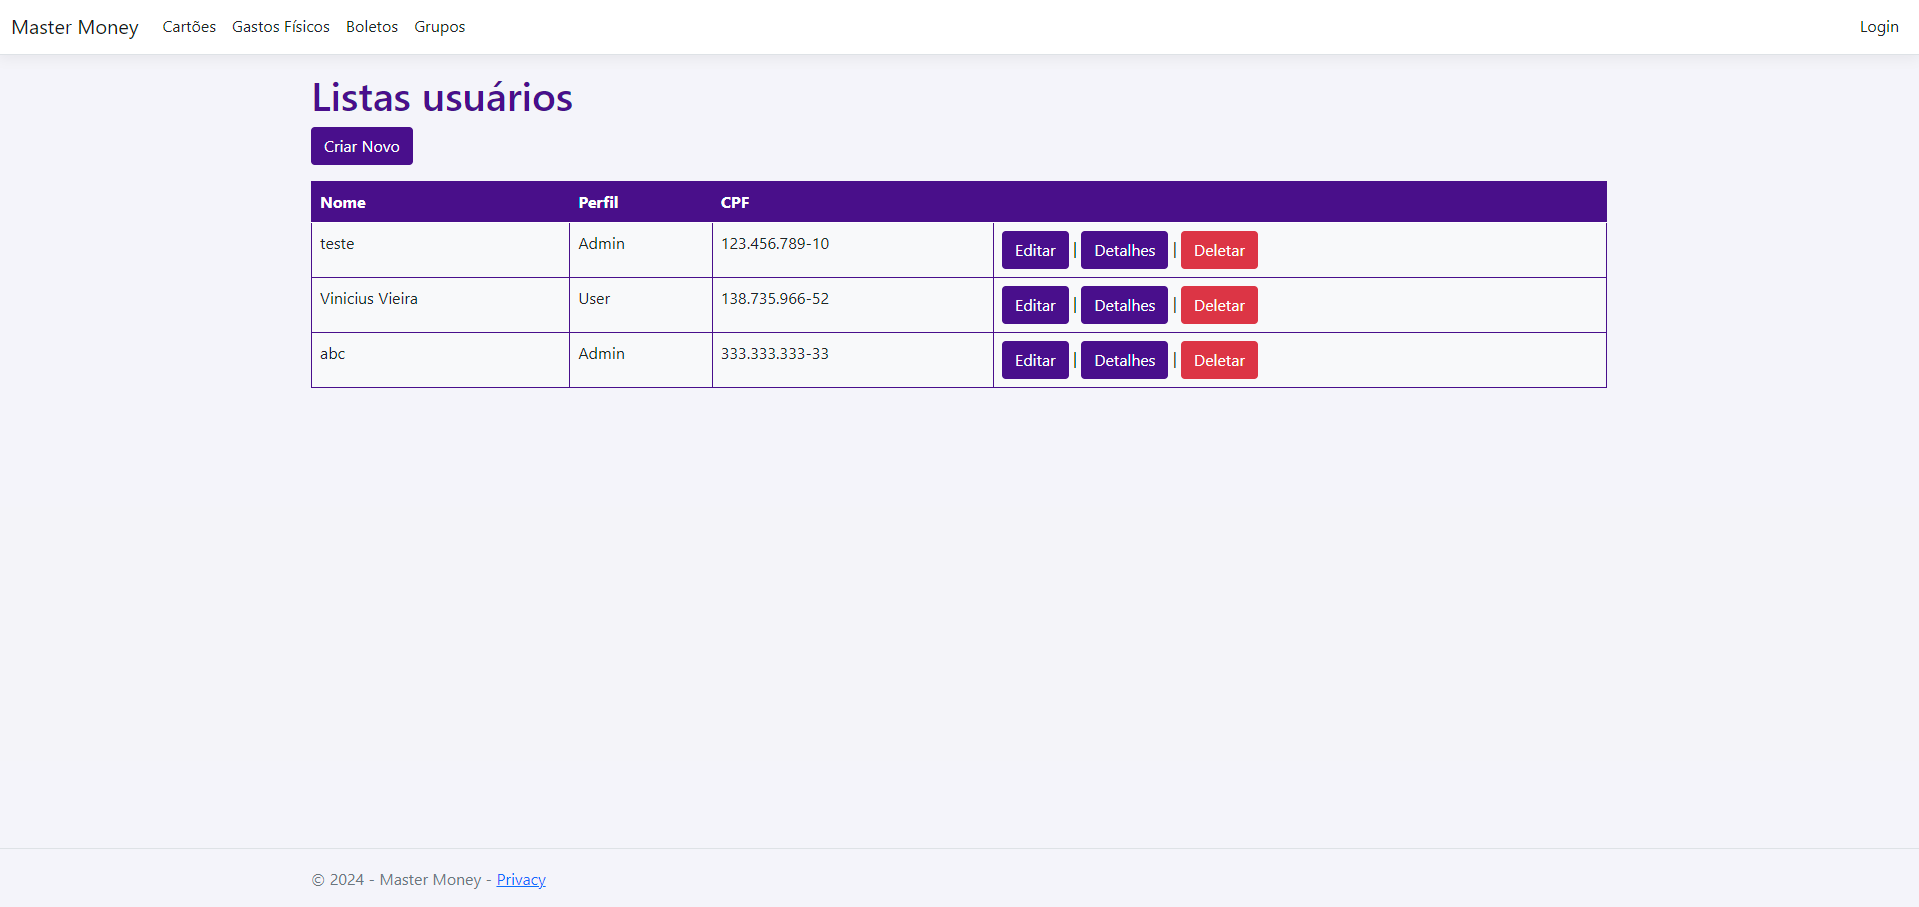 Master Money Cartões Gastos Físicos Boletos Grupos Login
Listas usuários
Criar Novo
Nome Perfil CPF
teste Admin 123.456.789-10 Editar | Detalhes | Deletar
Vinicius Vieira User 138.735.966-52 Editar | Detalhes | Deletar
abc Admin 333.333.333-33 Editar | Detalhes | Deletar
© 2024 - Master Money - Privacy